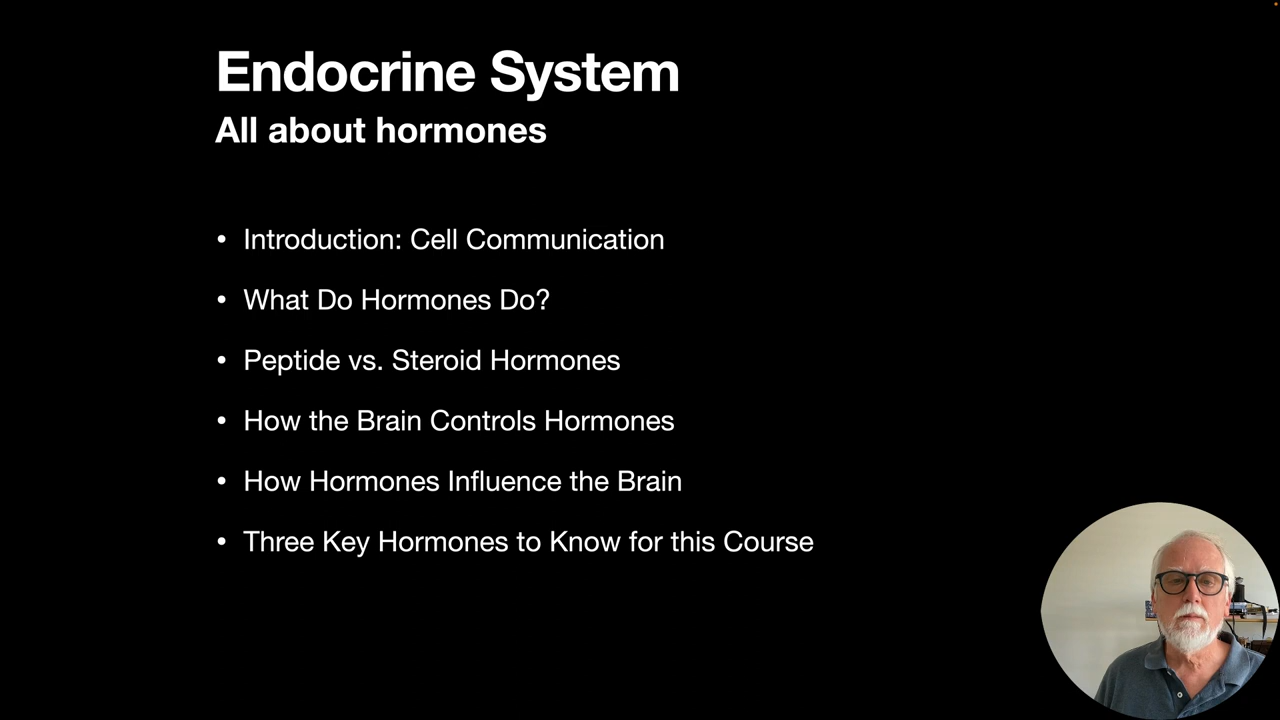 Endocrine System
All about hormones
• Introduction: Cell Communication
• What Do Hormones Do?
• Peptide vs. Steroid Hormones
• How the Brain Controls Hormones
• How Hormones Influence the Brain
• Three Key Hormones to Know for this Course